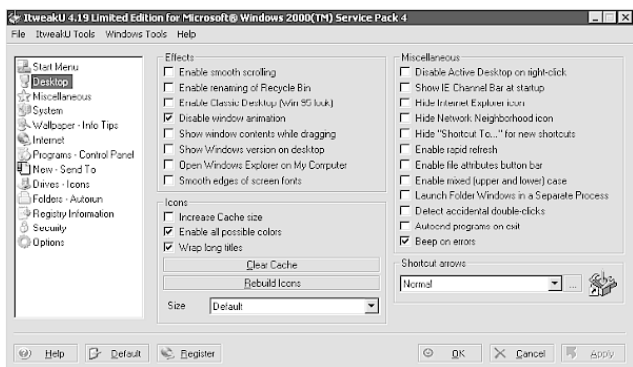 ItweakU 4.19 Limited Edition for Microsoft® Windows 2000(TM) Service Pack 4
File ItweakU Tools Windows Tools Help
Start Menu
Desktop
Miscellaneous
System
Wallpaper - Info Tips
Internet
Programs - Control Panel
New - Send To
Drives - Icons
Folders - Autorun
Registry Information
Security
Options
Effects
Enable smooth scrolling
Enable renaming of Recycle Bin
Enable Classic Desktop (Win 95 look)
Disable window animation
Show window contents while dragging
Show Windows version on desktop
Open Windows Explorer on My Computer
Smooth edges of screen fonts
Icons
Increase Cache size
Enable all possible colors
Wrap long titles
Clear Cache
Rebuild Icons
Size Default
Miscellaneous
Disable Active Desktop on right-click
Show IE Channel Bar at startup
Hide Internet Explorer icon
Hide Network Neighborhood icon
Hide "Shortcut To..." for new shortcuts
Enable rapid refresh
Enable file attributes button bar
Enable mixed (upper and lower) case
Launch Folder Windows in a Separate Process
Detect accidental double-clicks
Autoend programs on exit
Beep on errors
Shortcut arrows
Normal ...
Help Default Register OK Cancel Apply